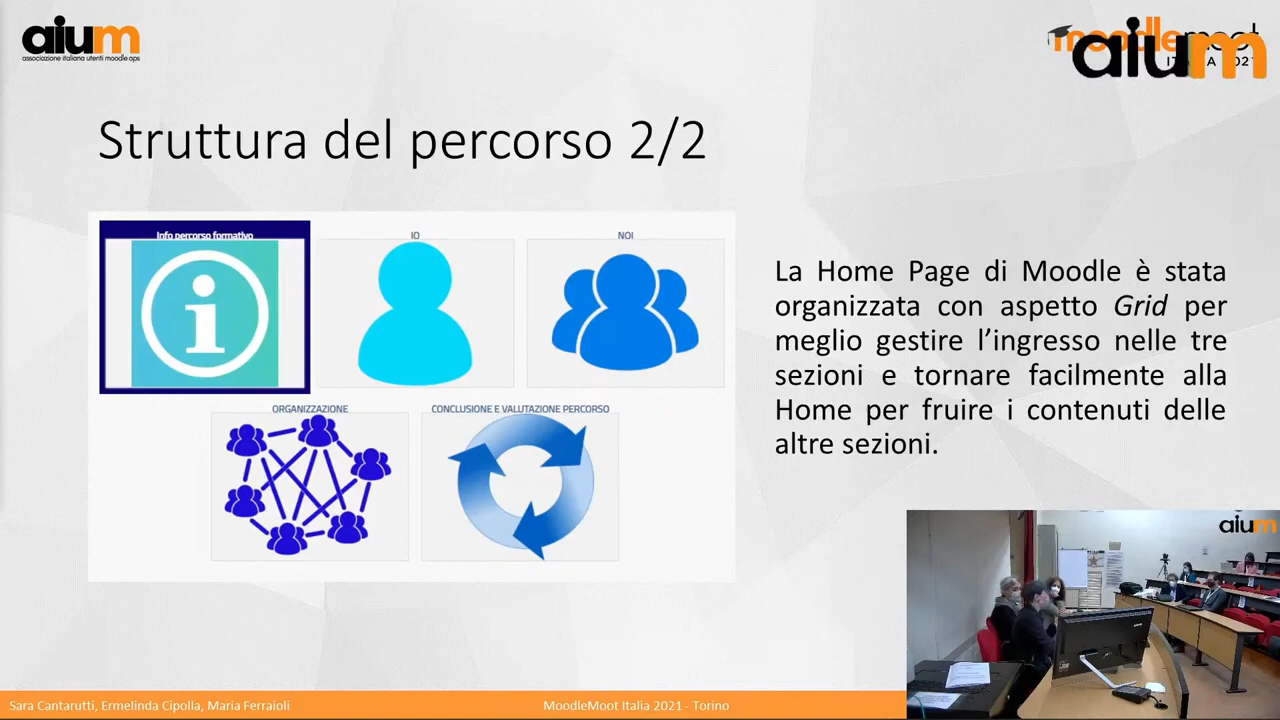 aium
associazione italiana utenti moodle aps
moodlemoot
aium
Struttura del percorso 2/2
Info percorso formativo
IO
NOI
ORGANIZZAZIONE
CONCLUSIONE E VALUTAZIONE PERCORSO
La Home Page di Moodle è stata
organizzata con aspetto Grid per
meglio gestire l’ingresso nelle tre
sezioni e tornare facilmente alla
Home per fruire i contenuti delle
altre sezioni.
aium
Sara Cantarutti, Ermelinda Cipolla, Maria Ferraioli
MoodleMoot Italia 2021 - Torino